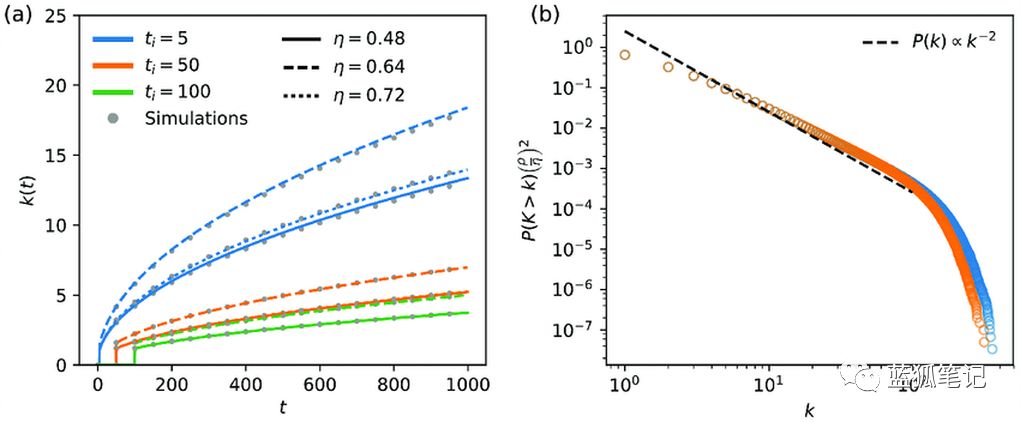 (a)
25
20
15
10
5
0
k(t)
0 200 400 600 800 1000
t
t_i = 5
t_i = 50
t_i = 100
Simulations
η = 0.48
η = 0.64
η = 0.72
(b)
10^0
10^-1
10^-2
10^-3
10^-4
10^-5
10^-6
10^-7
P(K > k)(ρ/η)^2
P(k) ∝ k^-2
10^0 10^1
k
蓝狐笔记